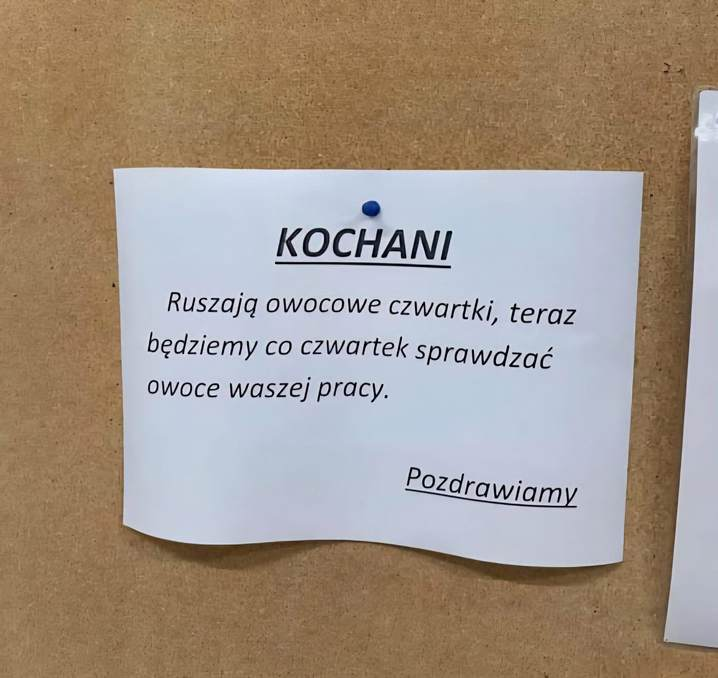 KOCHANI
Ruszają owocowe czwartki, teraz
będziemy co czwartek sprawdzać
owoce waszej pracy.
Pozdrawiamy